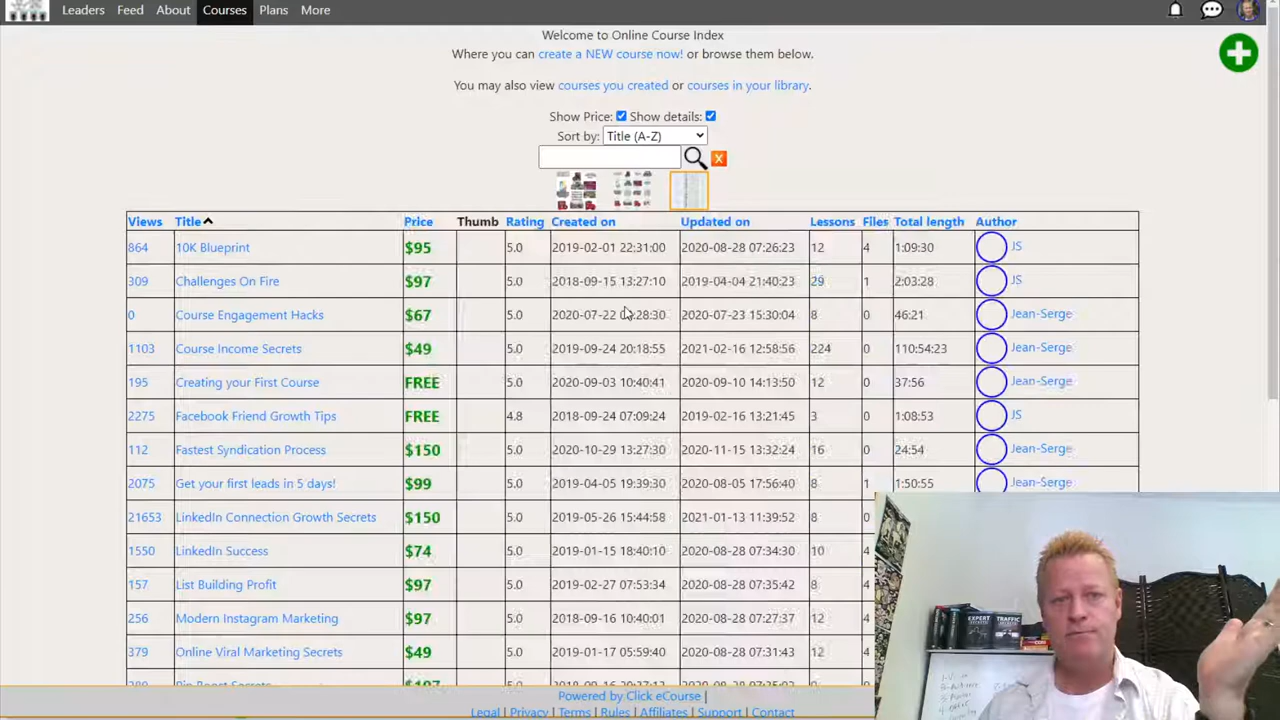 Leaders Feed About Courses Plans More
Welcome to Online Course Index
Where you can create a NEW course now! or browse them below.
You may also view courses you created or courses in your library.
Show Price: Show details:
Sort by: Title (A-Z)
X
Views Title Price Thumb Rating Created on Updated on Lessons Files Total length Author
864 10K Blueprint $95 5.0 2019-02-01 22:31:00 2020-08-28 07:26:23 12 4 1:09:30 JS
309 Challenges On Fire $97 5.0 2018-09-15 13:27:10 2019-04-04 21:40:23 29 1 2:03:28 JS
0 Course Engagement Hacks $67 5.0 2020-07-22 2020-07-23 15:30:04 8 0 46:21 Jean-Serge
1103 Course Income Secrets $49 5.0 2019-09-24 20:18:55 2021-02-16 12:58:56 224 0 110:54:23 Jean-Serge
195 Creating your First Course FREE 5.0 2020-09-03 10:40:41 2020-09-10 14:13:50 12 0 37:56 Jean-Serge
2275 Facebook Friend Growth Tips FREE 4.8 2018-09-24 07:09:24 2019-02-16 13:21:45 3 0 1:08:53 JS
112 Fastest Syndication Process $150 5.0 2020-10-29 13:27:30 2020-11-15 13:32:24 16 0 24:54 Jean-Serge
2075 Get your first leads in 5 days! $99 5.0 2019-04-05 19:39:30 2020-08-05 17:56:40 8 1 1:50:55 Jean-Serge
21653 LinkedIn Connection Growth Secrets $150 5.0 2019-05-26 15:44:58 2021-01-13 11:39:52 8 0
1550 LinkedIn Success $74 5.0 2019-01-15 18:40:10 2020-08-28 07:34:30 10 4
157 List Building Profit $97 5.0 2019-02-27 07:53:34 2020-08-28 07:35:42 8 4
256 Modern Instagram Marketing $97 5.0 2018-09-16 10:40:01 2020-08-28 07:27:37 12 4
379 Online Viral Marketing Secrets $49 5.0 2019-01-17 05:59:40 2020-08-28 07:31:43 12 4
EXPERT TRAFFIC
Powered by Click eCourse |
Legal | Privacy | Terms | Rules | Affiliates | Support | Contact